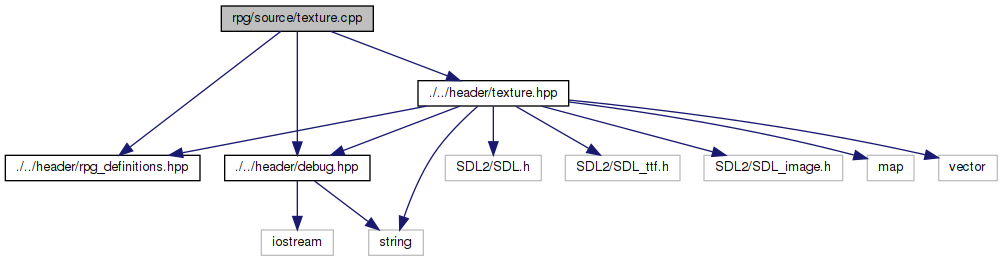 rpg/source/texture.cpp
./../header/texture.hpp
./../header/rpg_definitions.hpp
./../header/debug.hpp
SDL2/SDL.h
SDL2/SDL_ttf.h
SDL2/SDL_image.h
map
vector
iostream
string